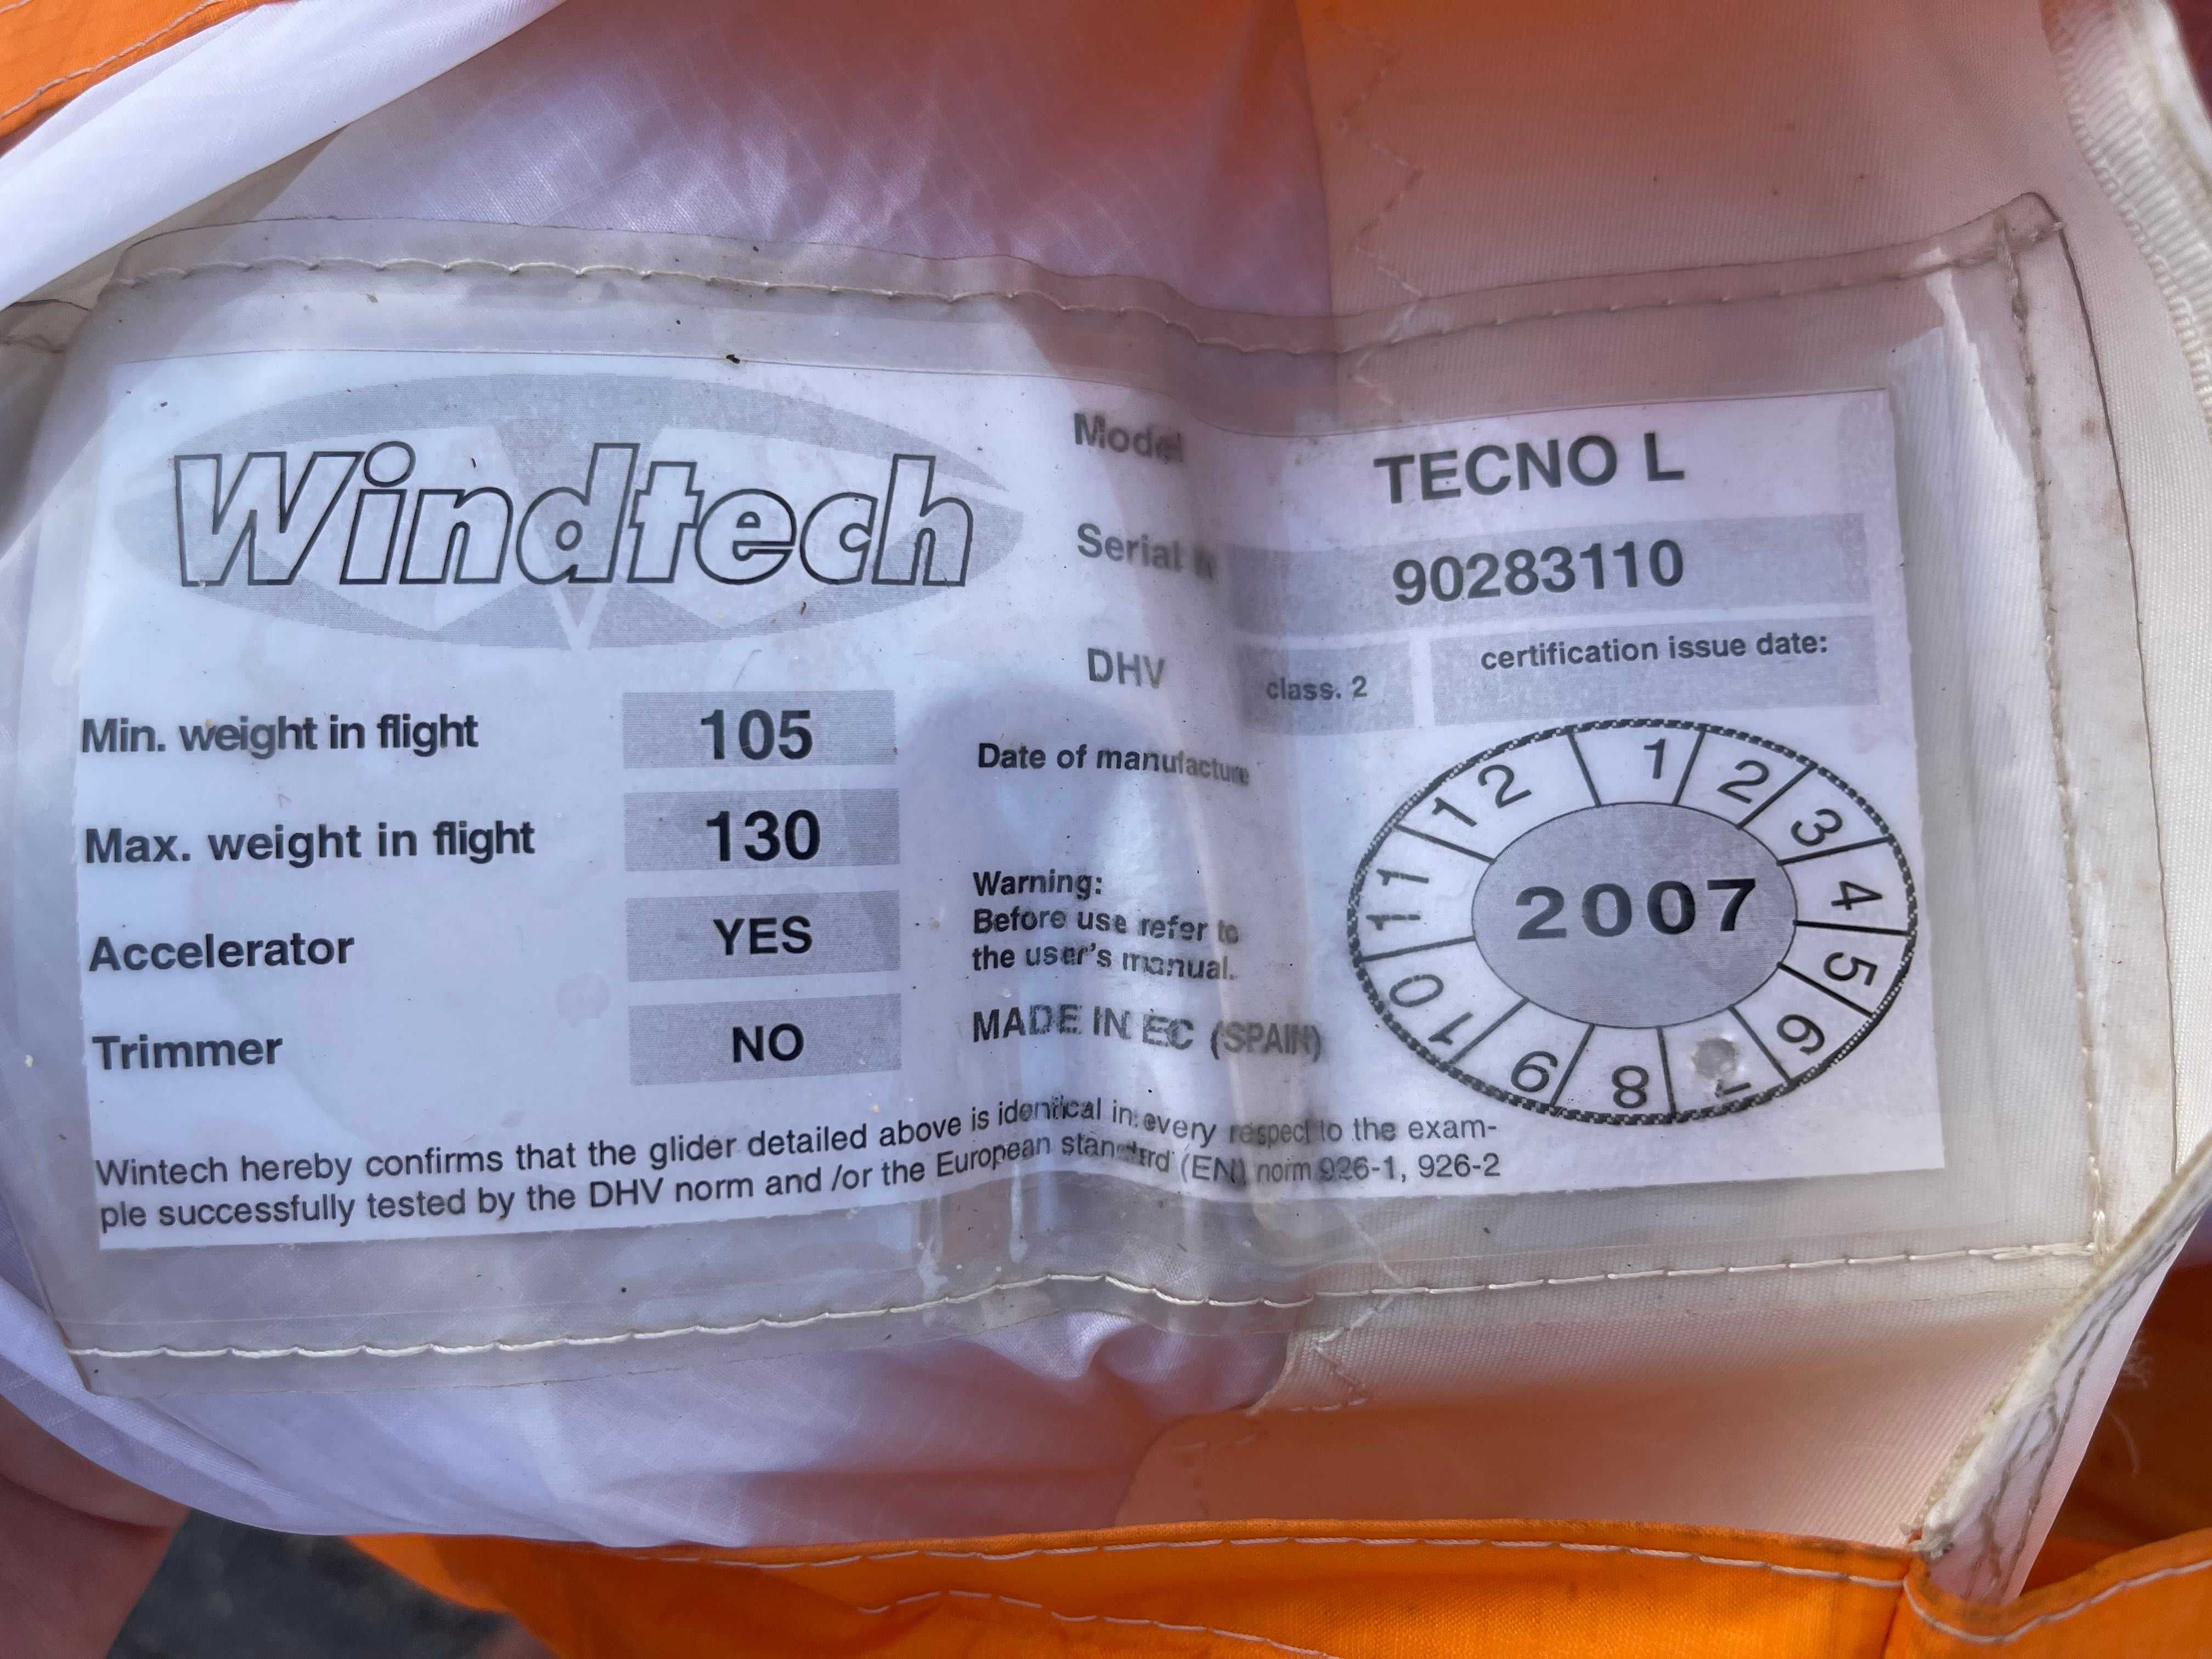 Windtech
Model TECNO L
Serial n 90283110
DHV class. 2 certification issue date:
Min. weight in flight 105
Max. weight in flight 130
Accelerator YES
Trimmer NO
Date of manufacture
2007
1 2 3 4 5 6 7 8 9 10 11 12
Warning:
Before use refer to
the user's manual.
MADE IN EC (SPAIN)
Wintech hereby confirms that the glider detailed above is identical in every respect to the exam-
ple successfully tested by the DHV norm and /or the European standard (EN) norm 926-1, 926-2